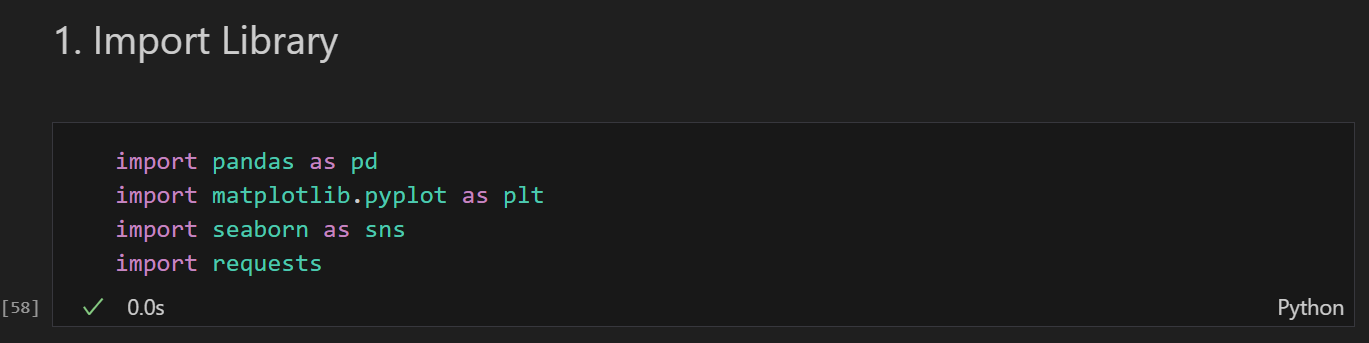 1. Import Library
import pandas as pd
import matplotlib.pyplot as plt
import seaborn as sns
import requests
[58]
0.0s
Python